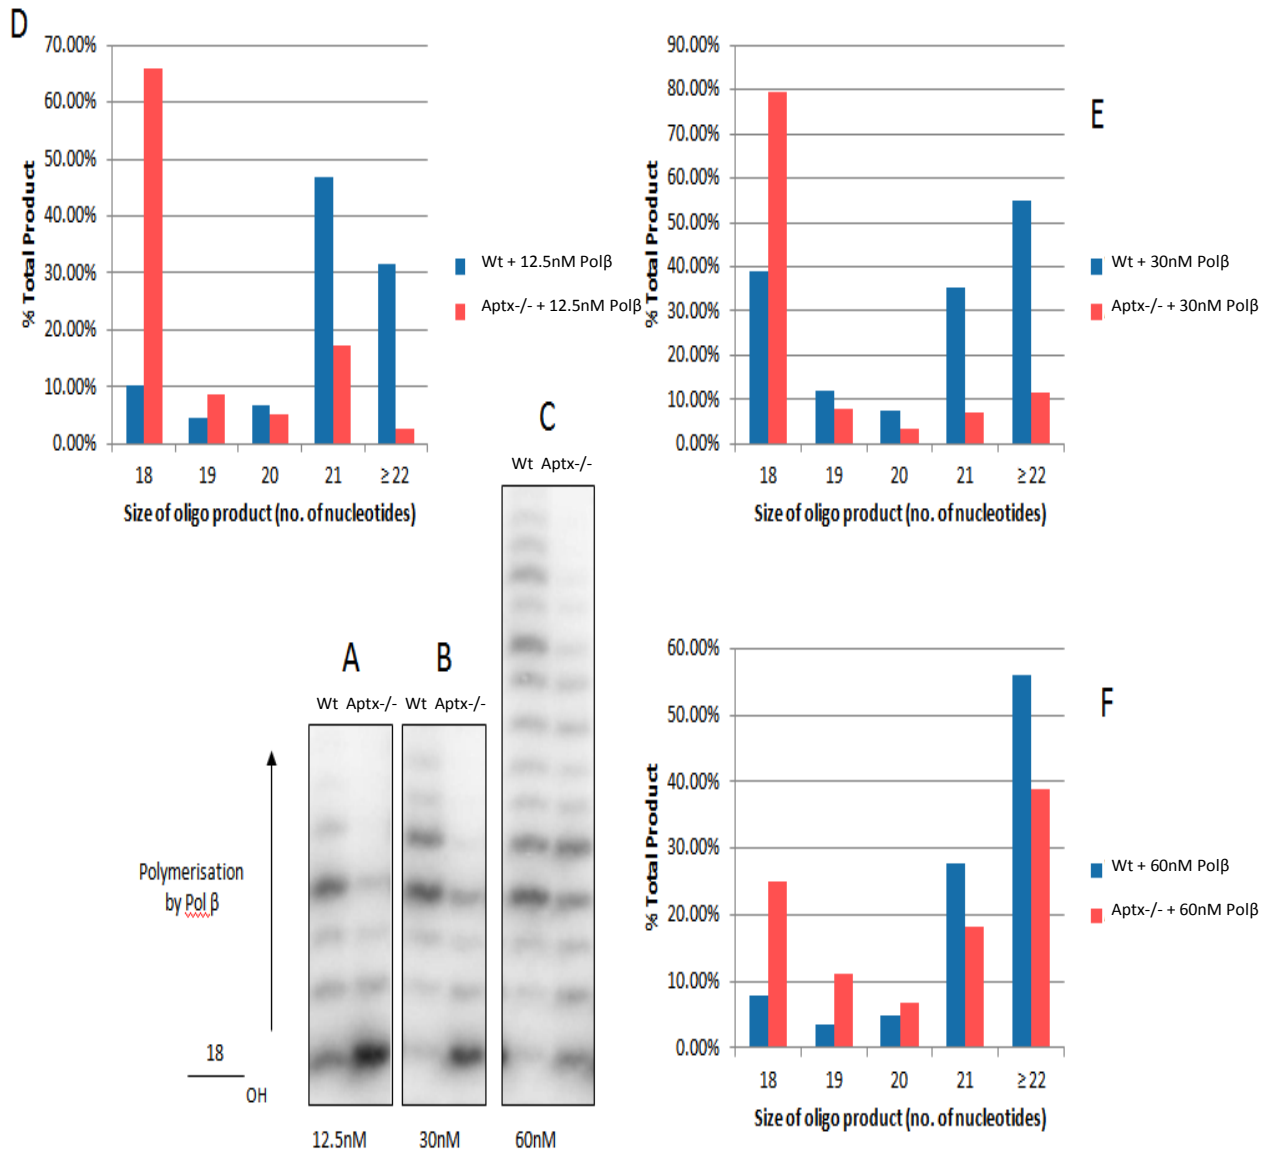 D
70.00%
60.00%
50.00%
40.00%
30.00%
20.00%
10.00%
0.00%
% Total Product
18 19 20 21 ≥22
Size of oligo product (no. of nucleotides)
Wt + 12.5nM Polβ
Aptx-/- + 12.5nM Polβ
E
90.00%
80.00%
70.00%
60.00%
50.00%
40.00%
30.00%
20.00%
10.00%
0.00%
% Total Product
18 19 20 21 ≥22
Size of oligo product (no. of nucleotides)
Wt + 30nM Polβ
Aptx-/- + 30nM Polβ
C
Wt Aptx-/-
A
B
Wt Aptx-/- Wt Aptx-/-
Polymerisation
by Pol β
18
OH
12.5nM 30nM 60nM
F
60.00%
50.00%
40.00%
30.00%
20.00%
10.00%
0.00%
% Total Product
18 19 20 21 ≥22
Size of oligo product (no. of nucleotides)
Wt + 60nM Polβ
Aptx-/- + 60nM Polβ